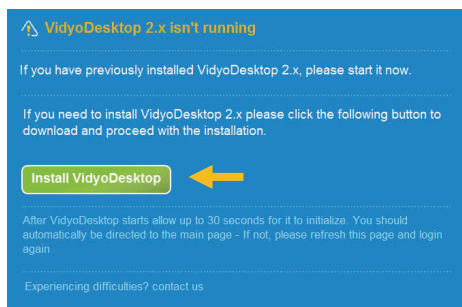 VidyoDesktop 2.x isn't running
If you have previously installed VidyoDesktop 2.x, please start it now.
If you need to install VidyoDesktop 2.x please click the following button to
download and proceed with the installation.
Install VidyoDesktop
After VidyoDesktop starts allow up to 30 seconds for it to initialize. You should
automatically be directed to the main page - If not, please refresh this page and login
again
Experiencing difficulties? contact us